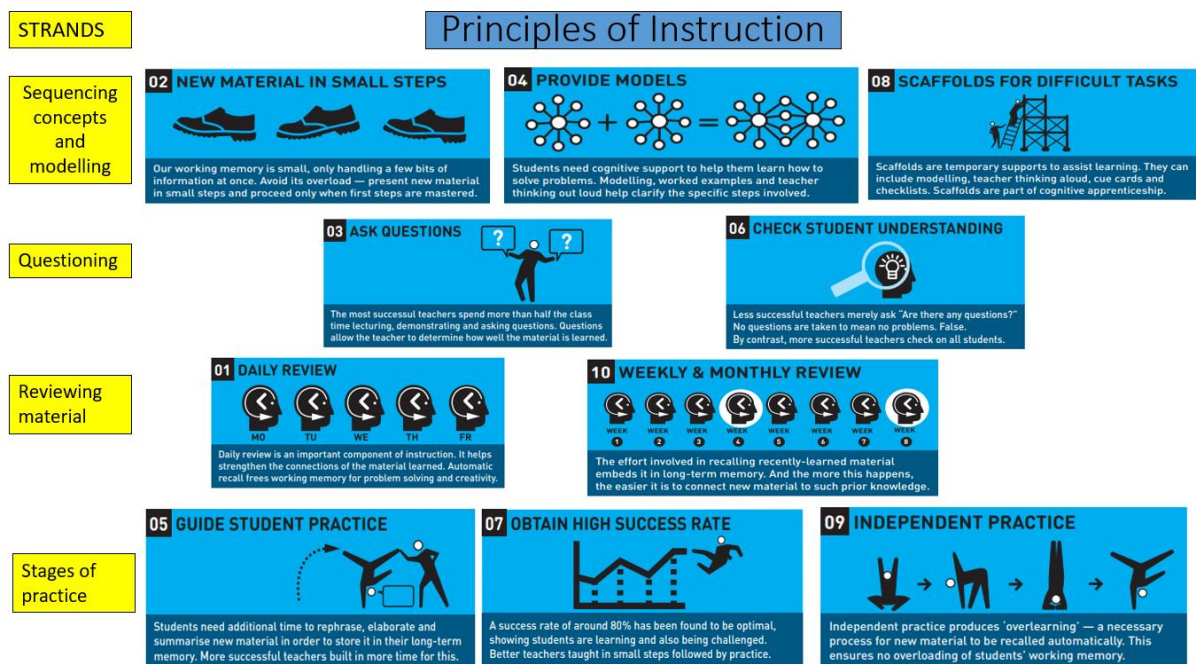 STRANDS
Principles of Instruction
Sequencing
concepts
and
modelling
02 NEW MATERIAL IN SMALL STEPS
Our working memory is small, only handling a few bits of
information at once. Avoid its overload — present new material
in small steps and proceed only when first steps are mastered.
04 PROVIDE MODELS
Students need cognitive support to help them learn how to
solve problems. Modelling, worked examples and teacher
thinking out loud help clarify the specific steps involved.
08 SCAFFOLDS FOR DIFFICULT TASKS
Scaffolds are temporary supports to assist learning. They can
include modelling, teacher thinking aloud, cue cards and
checklists. Scaffolds are part of cognitive apprenticeship.
Questioning
03 ASK QUESTIONS
? ?
The most successul teachers spend more than half the class
time lecturing, demonstrating and asking questions. Questions
allow the teacher to determine how well the material is learned.
06 CHECK STUDENT UNDERSTANDING
Less successful teachers merely ask “Are there any questions?”
No questions are taken to mean no problems. False.
By contrast, more successful teachers check on all students.
Reviewing
material
01 DAILY REVIEW
MO TU WE TH FR
Daily review is an important component of instruction. It helps
strengthen the connections of the material learned. Automatic
recall frees working memory for problem solving and creativity.
10 WEEKLY & MONTHLY REVIEW
WEEK WEEK WEEK WEEK WEEK WEEK WEEK WEEK
1 2 3 4 5 6 7 8
The effort involved in recalling recently-learned material
embeds it in long-term memory. And the more this happens,
the easier it is to connect new material to such prior knowledge.
Stages of
practice
05 GUIDE STUDENT PRACTICE
Students need additional time to rephrase, elaborate and
summarise new material in order to store it in their long-term
memory. More successful teachers built in more time for this.
07 OBTAIN HIGH SUCCESS RATE
A success rate of around 80% has been found to be optimal,
showing students are learning and also being challenged.
Better teachers taught in small steps followed by practice.
09 INDEPENDENT PRACTICE
Independent practice produces ‘overlearning’ — a necessary
process for new material to be recalled automatically. This
ensures no overloading of students’ working memory.